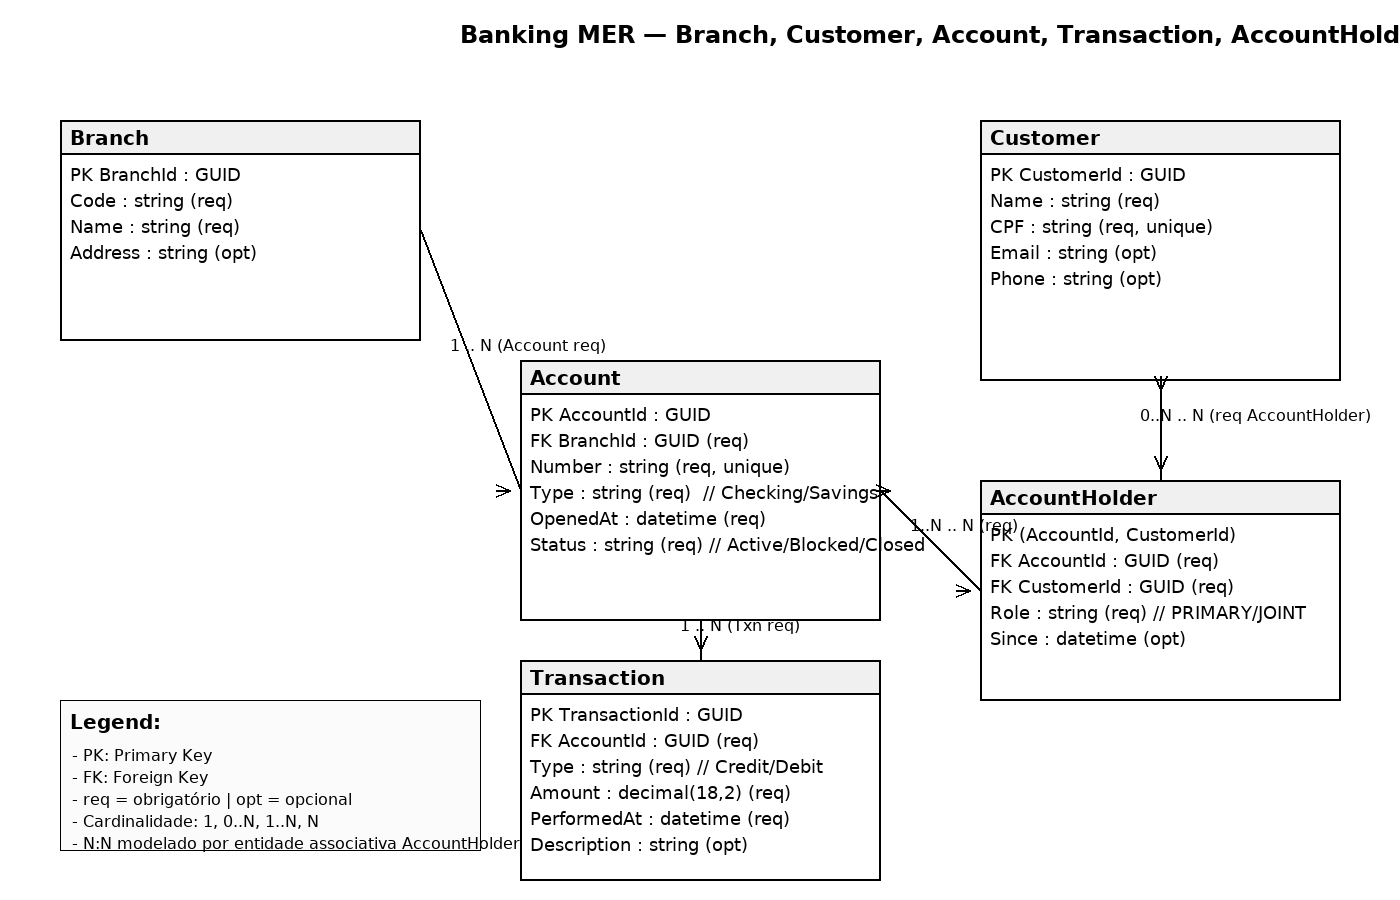 Banking MER — Branch, Customer, Account, Transaction, AccountHold
Branch
PK BranchId : GUID
Code : string (req)
Name : string (req)
Address : string (opt)
Customer
PK CustomerId : GUID
Name : string (req)
CPF : string (req, unique)
Email : string (opt)
Phone : string (opt)
1 .. N (Account req)
Account
PK AccountId : GUID
FK BranchId : GUID (req)
Number : string (req, unique)
Type : string (req)  // Checking/Savings
OpenedAt : datetime (req)
Status : string (req) // Active/Blocked/Closed
0..N .. N (req AccountHolder)
1..N .. N (req)
AccountHolder
PK (AccountId, CustomerId)
FK AccountId : GUID (req)
FK CustomerId : GUID (req)
Role : string (req) // PRIMARY/JOINT
Since : datetime (opt)
1 .. N (Txn req)
Transaction
PK TransactionId : GUID
FK AccountId : GUID (req)
Type : string (req) // Credit/Debit
Amount : decimal(18,2) (req)
PerformedAt : datetime (req)
Description : string (opt)
Legend:
- PK: Primary Key
- FK: Foreign Key
- req = obrigatório | opt = opcional
- Cardinalidade: 1, 0..N, 1..N, N
- N:N modelado por entidade associativa AccountHolder